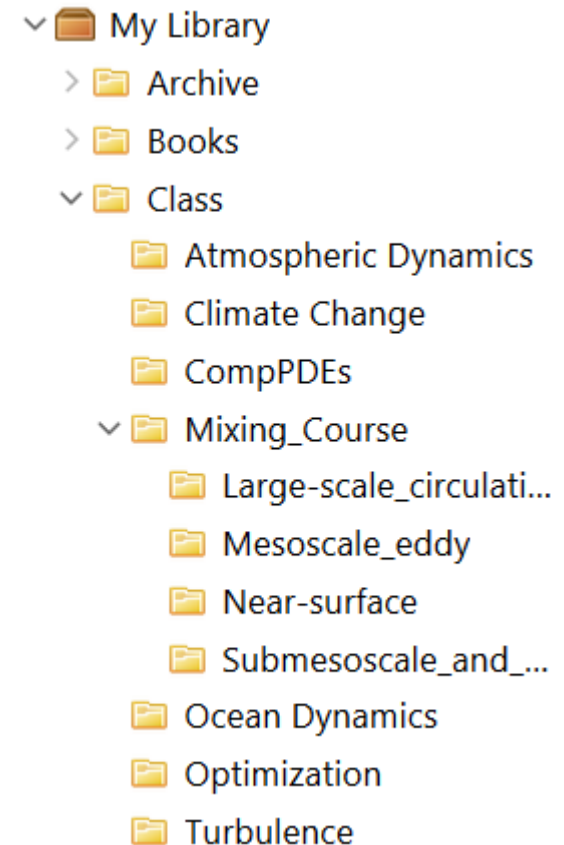 My Library
Archive
Books
Class
Atmospheric Dynamics
Climate Change
CompPDEs
Mixing_Course
Large-scale_circulati...
Mesoscale_eddy
Near-surface
Submesoscale_and_...
Ocean Dynamics
Optimization
Turbulence